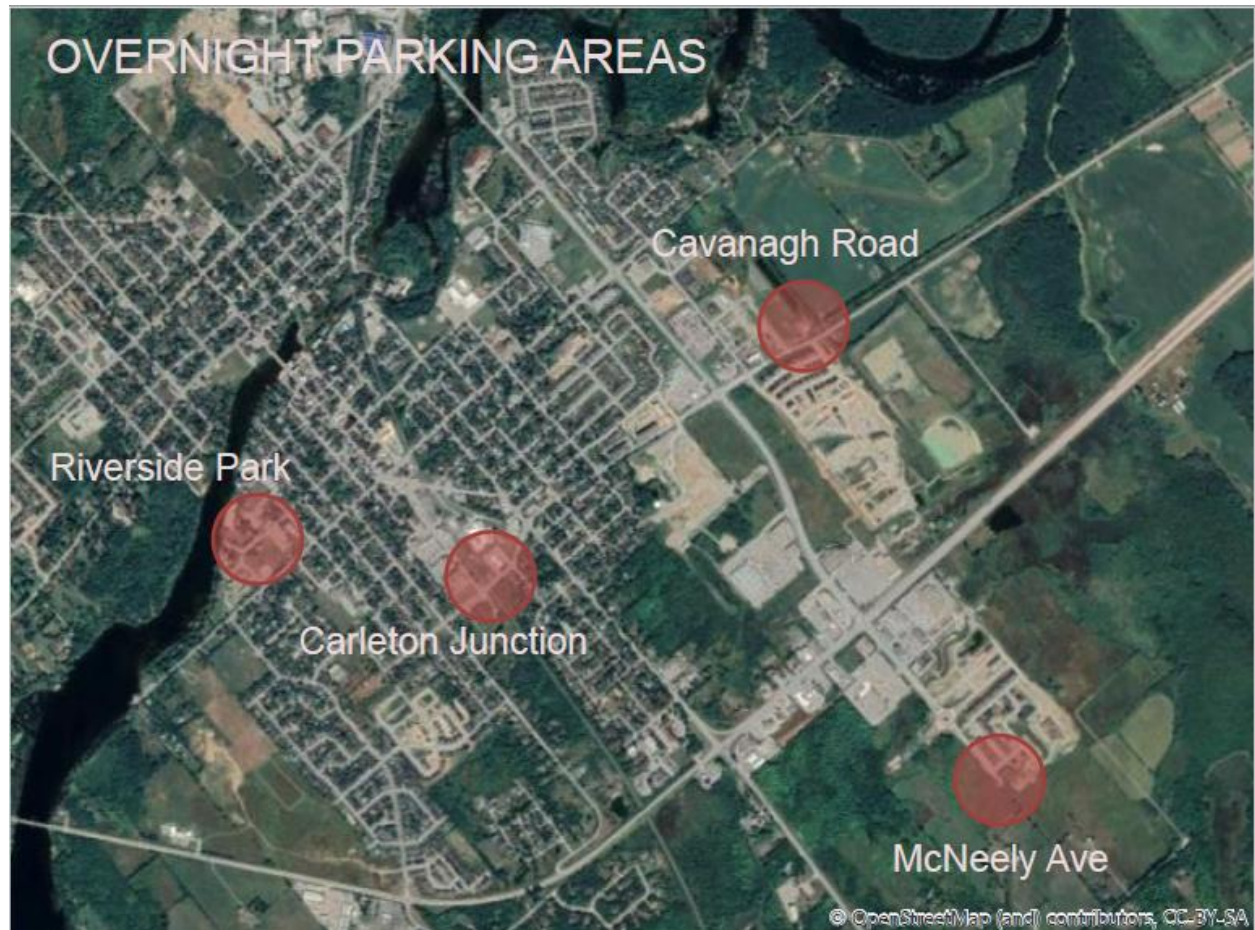 OVERNIGHT PARKING AREAS
Cavanagh Road
Riverside Park
Carleton Junction
McNeely Ave
© OpenStreetMap (and) contributors, CC-BY-SA